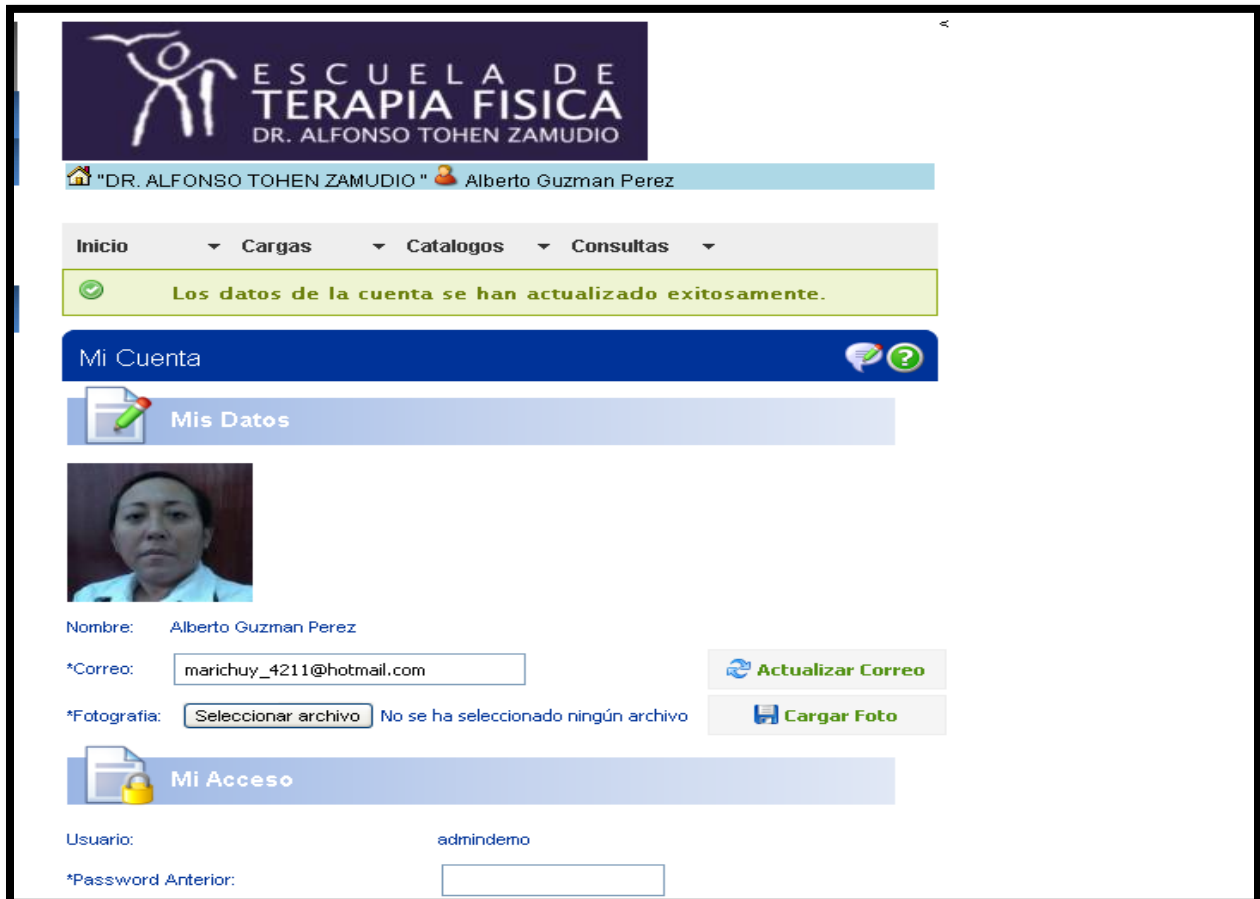 <
ESCUELA DE
TERAPIA FISICA
DR. ALFONSO TOHEN ZAMUDIO
"DR. ALFONSO TOHEN ZAMUDIO " Alberto Guzman Perez
Inicio Cargas Catalogos Consultas
Los datos de la cuenta se han actualizado exitosamente.
Mi Cuenta ?
Mis Datos
Nombre: Alberto Guzman Perez
*Correo: marichuy_4211@hotmail.com Actualizar Correo
*Fotografia: Seleccionar archivo No se ha seleccionado ningún archivo Cargar Foto
Mi Acceso
Usuario: admindemo
*Password Anterior: